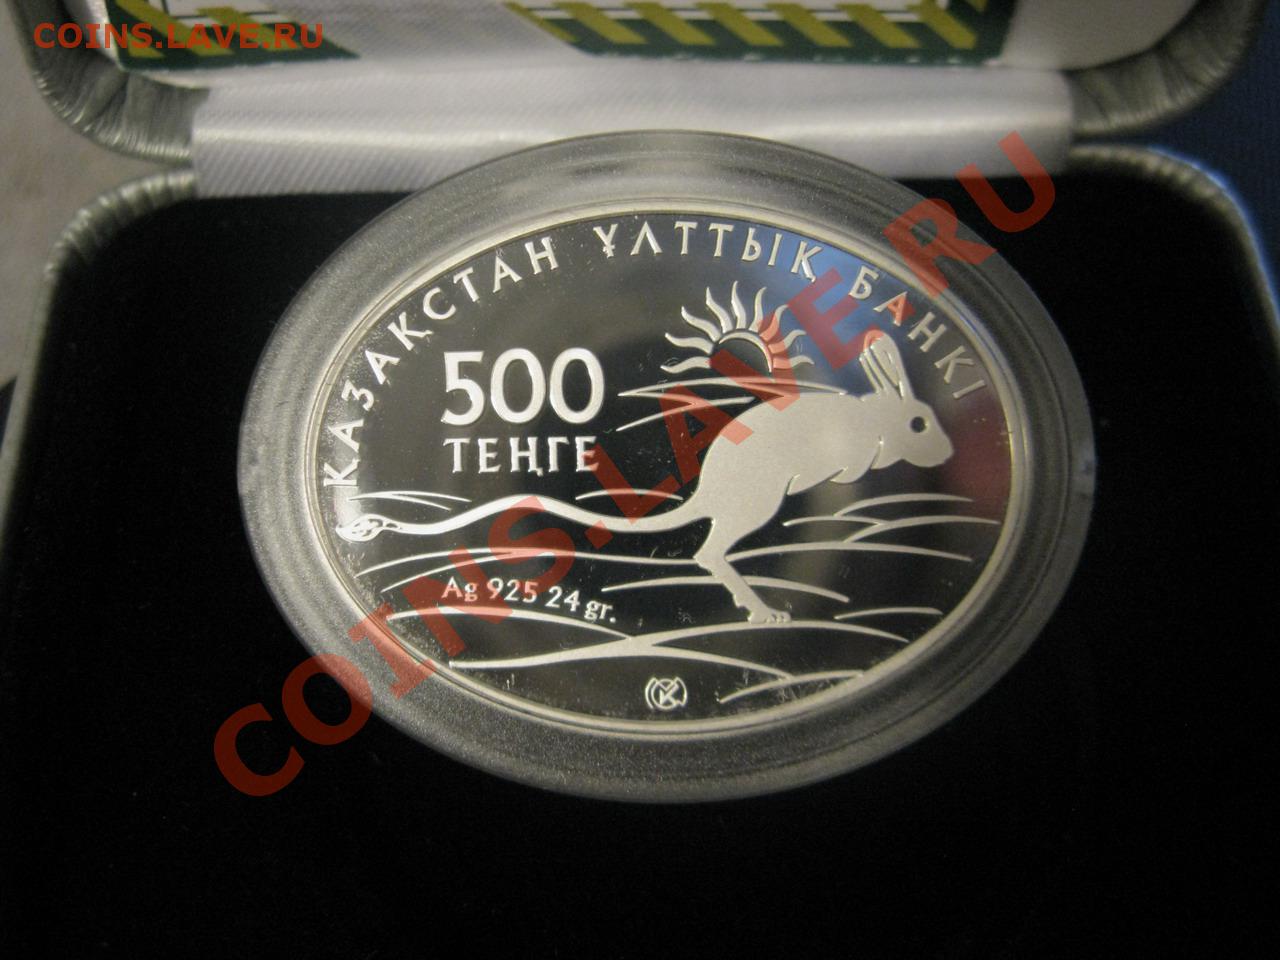 COINS.LAVE.RU
ҚАЗАҚСТАН ҰЛТТЫҚ БАНКІ
500
ТЕҢГЕ
Ag 925 24 gr.
COINS.LAVE.RU